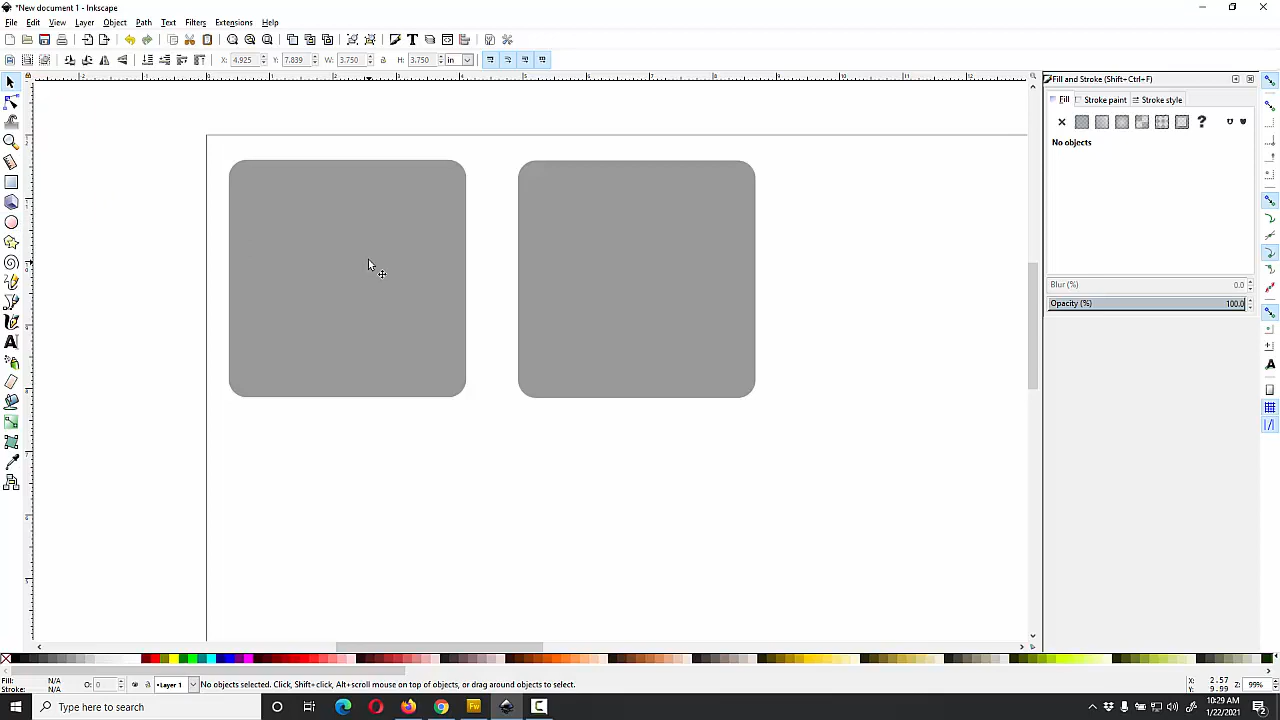 *New document 1 - Inkscape
File Edit View Layer Object Path Text Filters Extensions Help
X: 4.925 Y: 7.839 W: 3.750 H: 3.750 in
Fill and Stroke (Shift+Ctrl+F)
Fill Stroke paint Stroke style
No objects
Blur (%) 0.0
Opacity (%) 100.0
Fill: N/A
Stroke: N/A
O: 0
•Layer 1
No objects selected. Click, Shift+click, Alt+scroll mouse on top of objects, or drag around objects to select.
X: 2.57
Y: 9.99
Z: 99%
Type here to search
Fw
10:29 AM
1/22/2021